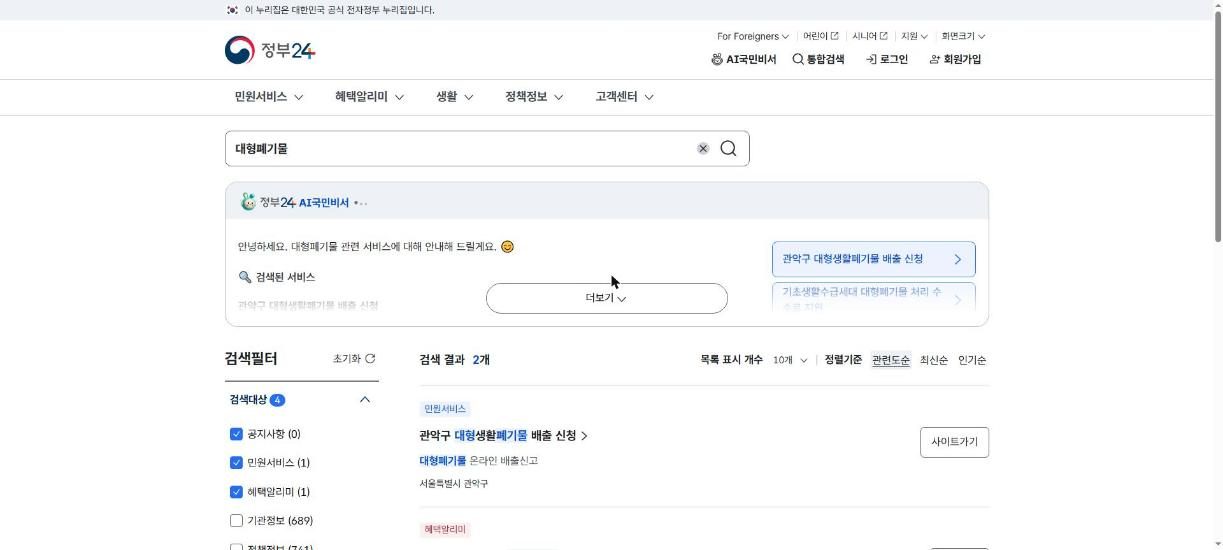 이 누리집은 대한민국 공식 전자정부 누리집입니다.
정부24
For Foreigners 어린이 시니어 지원 화면크기
AI국민비서 통합검색 로그인 회원가입
민원서비스 혜택알리미 생활 정책정보 고객센터
대형폐기물
정부24 AI국민비서
안녕하세요. 대형폐기물 관련 서비스에 대해 안내해 드릴게요.
검색된 서비스
관악구 대형생활폐기물 배출 신청
더보기
관악구 대형생활폐기물 배출 신청
기초생활수급세대 대형폐기물 처리 수
수료 지원
검색필터 초기화
검색대상 4
공지사항 (0)
민원서비스 (1)
혜택알리미 (1)
기관정보 (689)
정책정보 (741)
검색 결과 2개 목록 표시 개수 10개 정렬기준 관련도순 최신순 인기순
민원서비스
관악구 대형생활폐기물 배출 신청
대형폐기물 온라인 배출신고
서울특별시 관악구
사이트가기
혜택알리미